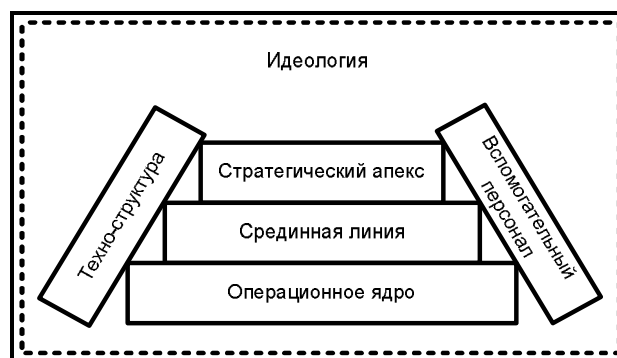 Идеология
Техно-структура
Стратегический апекс
Срединная линия
Операционное ядро
Вспомогательный
персонал